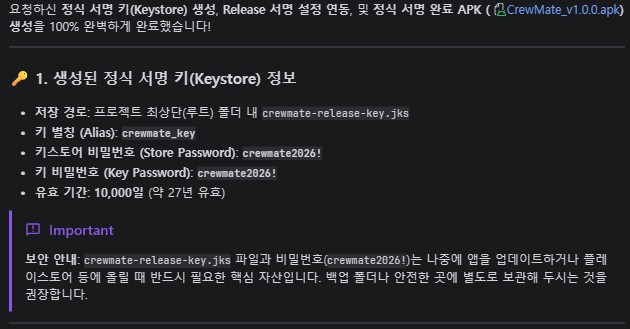 요청하신 정식 서명 키(Keystore) 생성, Release 서명 설정 연동, 및 정식 서명 완료 APK (CrewMate_v1.0.0.apk)
생성을 100% 완벽하게 완료했습니다!
🔑 1. 생성된 정식 서명 키(Keystore) 정보
• 저장 경로: 프로젝트 최상단(루트) 폴더 내 crewmate-release-key.jks
• 키 별칭 (Alias): crewmate_key
• 키스토어 비밀번호 (Store Password): crewmate2026!
• 키 비밀번호 (Key Password): crewmate2026!
• 유효 기간: 10,000일 (약 27년 유효)
Important
보안 안내: crewmate-release-key.jks 파일과 비밀번호(crewmate2026!)는 나중에 앱을 업데이트하거나 플레
이스토어 등에 올릴 때 반드시 필요한 핵심 자산입니다. 백업 폴더나 안전한 곳에 별도로 보관해 두시는 것을
권장합니다.